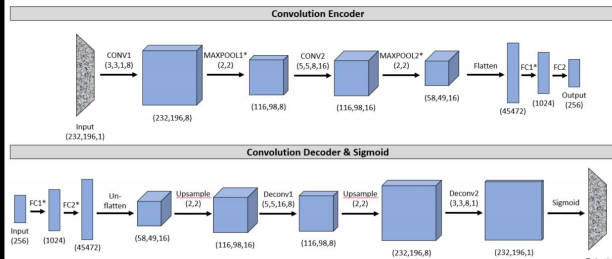 Convolution Encoder
CONV1
(3,3,1,8)
MAXPOOL1*
(2,2)
CONV2
(5,5,8,16)
MAXPOOL2*
(2,2)
Flatten
FC1*
FC2
Input
(232,196,1)
(232,196,8)
(116,98,8)
(116,98,16)
(58,49,16)
(45472)
(1024)
Output
(256)
Convolution Decoder & Sigmoid
FC1*
FC2*
Un-
flatten
Upsample
(2,2)
Deconv1
(5,5,16,8)
Upsample
(2,2)
Deconv2
(3,3,8,1)
Sigmoid
Input
(256)
(1024)
(45472)
(58,49,16)
(116,98,16)
(116,98,8)
(232,196,8)
(232,196,1)